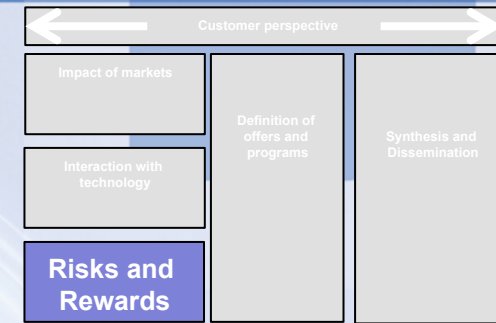 Customer perspective
Impact of markets
Interaction with
technology
Risks and
Rewards
Definition of
offers and
programs
Synthesis and
Dissemination